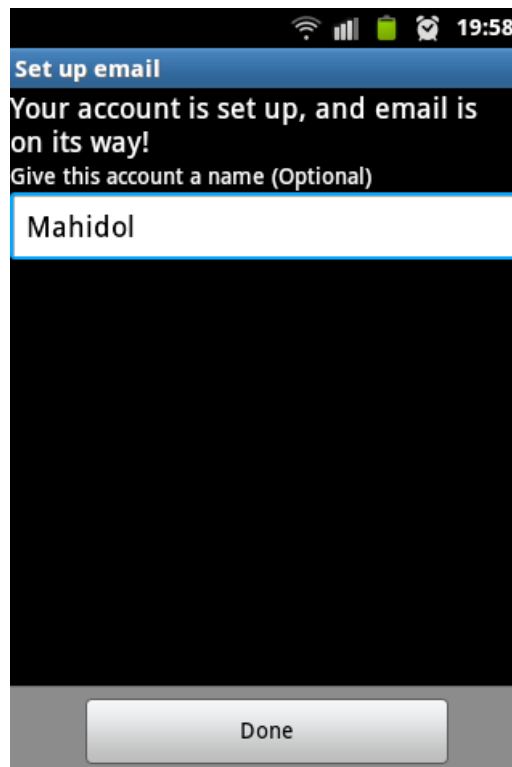 19:58
Set up email
Your account is set up, and email is
on its way!
Give this account a name (Optional)
Mahidol
Done